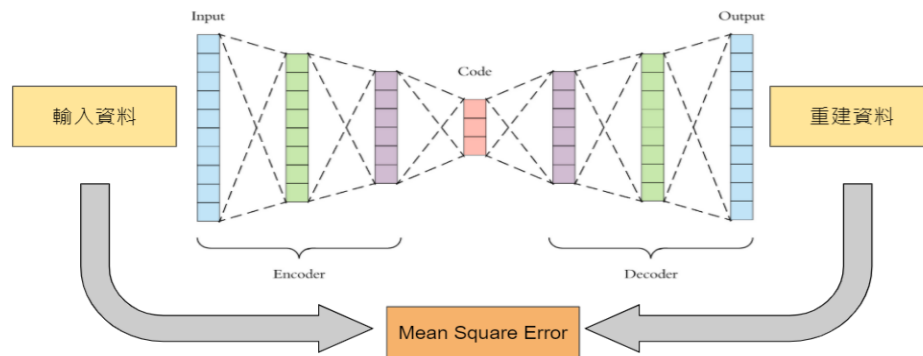 Input
Output
Code
輸入資料
重建資料
Encoder
Decoder
Mean Square Error